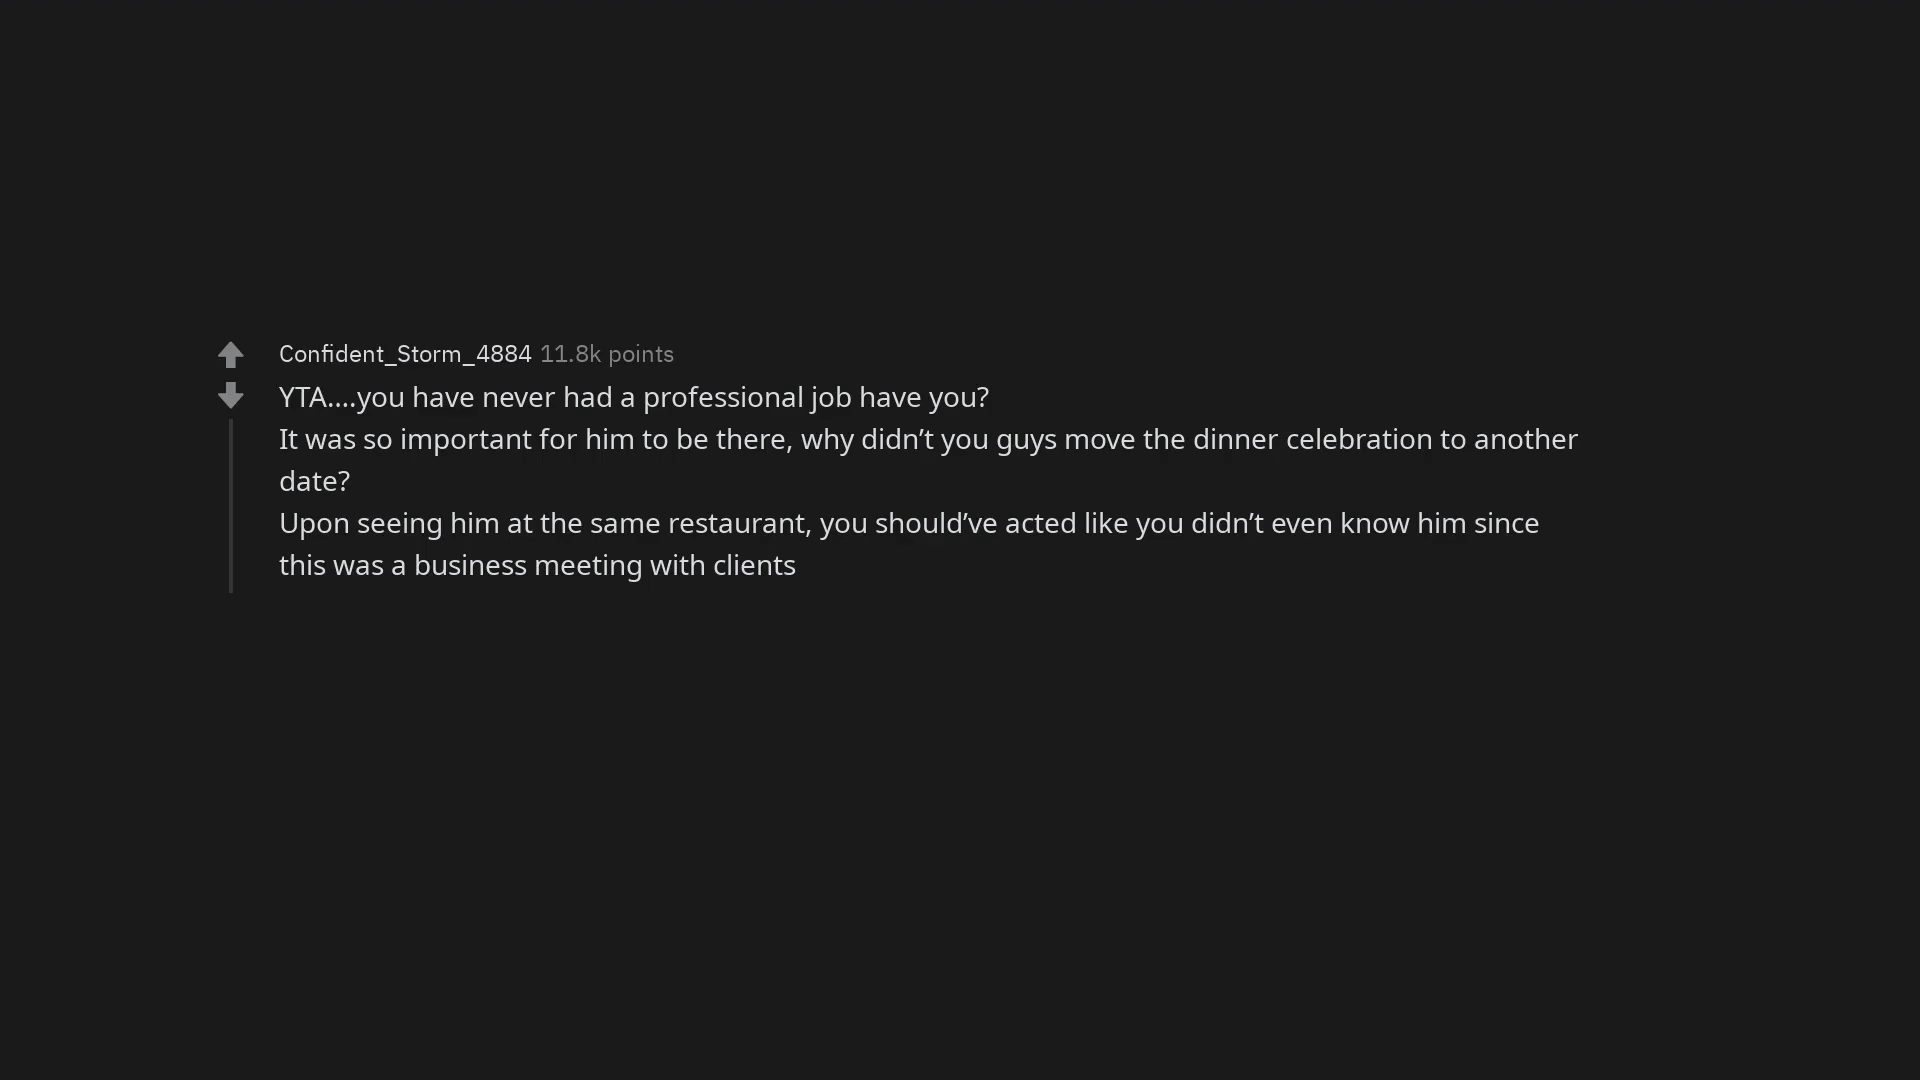 Confident_Storm_4884 11.8k points
YTA....you have never had a professional job have you?
It was so important for him to be there, why didn’t you guys move the dinner celebration to another
date?
Upon seeing him at the same restaurant, you should’ve acted like you didn’t even know him since
this was a business meeting with clients